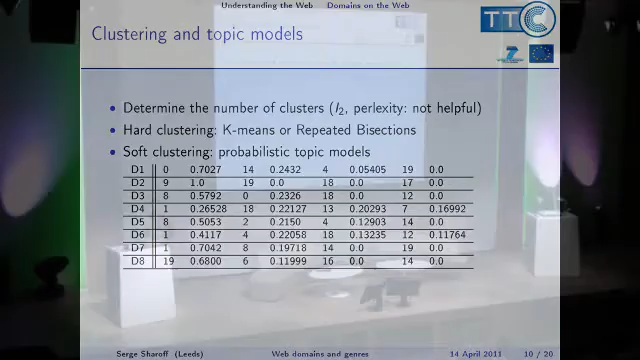 Understanding the Web Domains on the Web
TTC
Clustering and topic models
7
• Determine the number of clusters (I2, perlexity: not helpful)
• Hard clustering: K-means or Repeated Bisections
• Soft clustering: probabilistic topic models
D1 0 0.7027 14 0.2432 4 0.05405 19 0.0
D2 9 1.0 19 0.0 18 0.0 17 0.0
D3 8 0.5792 0 0.2326 18 0.0 12 0.0
D4 1 0.26528 18 0.22127 13 0.20293 7 0.16992
D5 8 0.5053 2 0.2150 4 0.12903 14 0.0
D6 1 0.4117 4 0.22058 18 0.13235 12 0.11764
D7 1 0.7042 8 0.19718 14 0.0 19 0.0
D8 19 0.6800 6 0.11999 16 0.0 14 0.0
Serge Sharoff (Leeds) Web domains and genres 14 April 2011 10 / 20